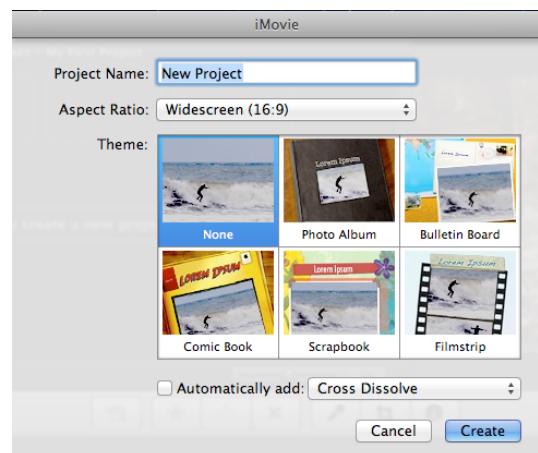 iMovie
Project Name: New Project
Aspect Ratio: Widescreen (16:9)
Theme:
Lorem Ipsum
None Photo Album Bulletin Board
LOREM IPSUM Lorem Ipsum Lorem Ipsum
Comic Book Scrapbook Filmstrip
Automatically add: Cross Dissolve
Cancel Create